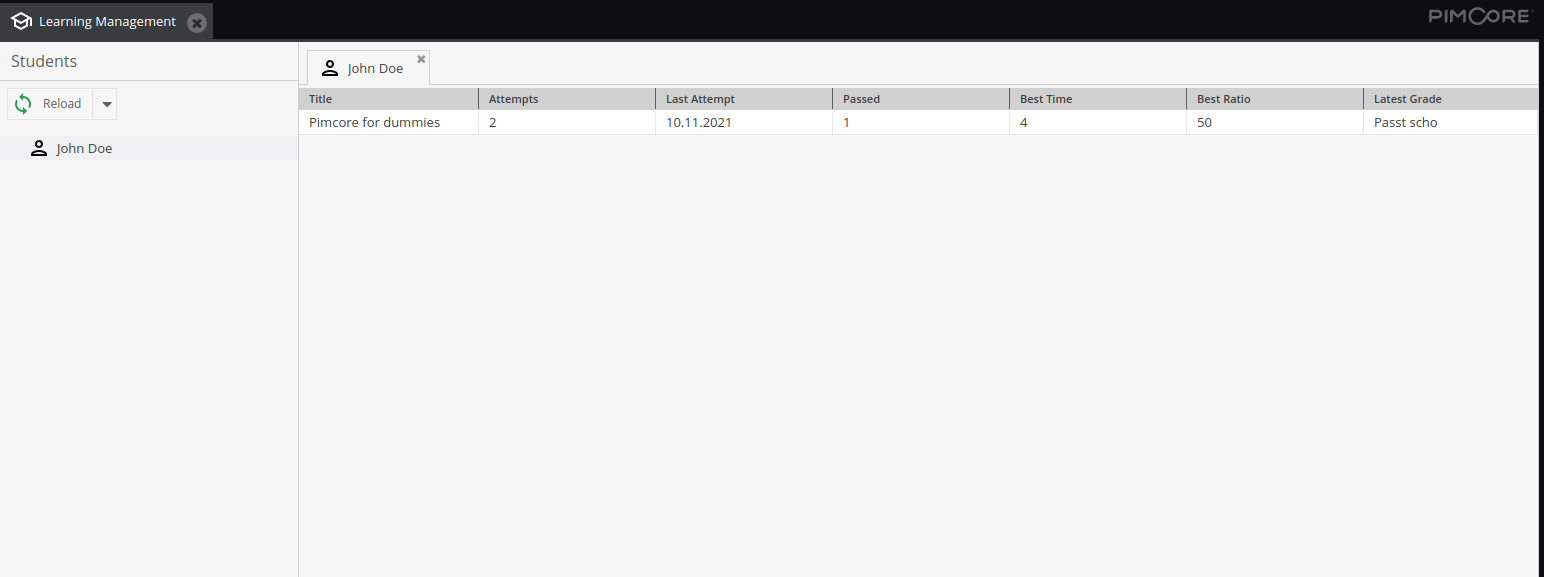 Learning Management
PIMCORE
Students
Reload
John Doe
John Doe
Title Attempts Last Attempt Passed Best Time Best Ratio Latest Grade
Pimcore for dummies 2 10.11.2021 1 4 50 Passt scho